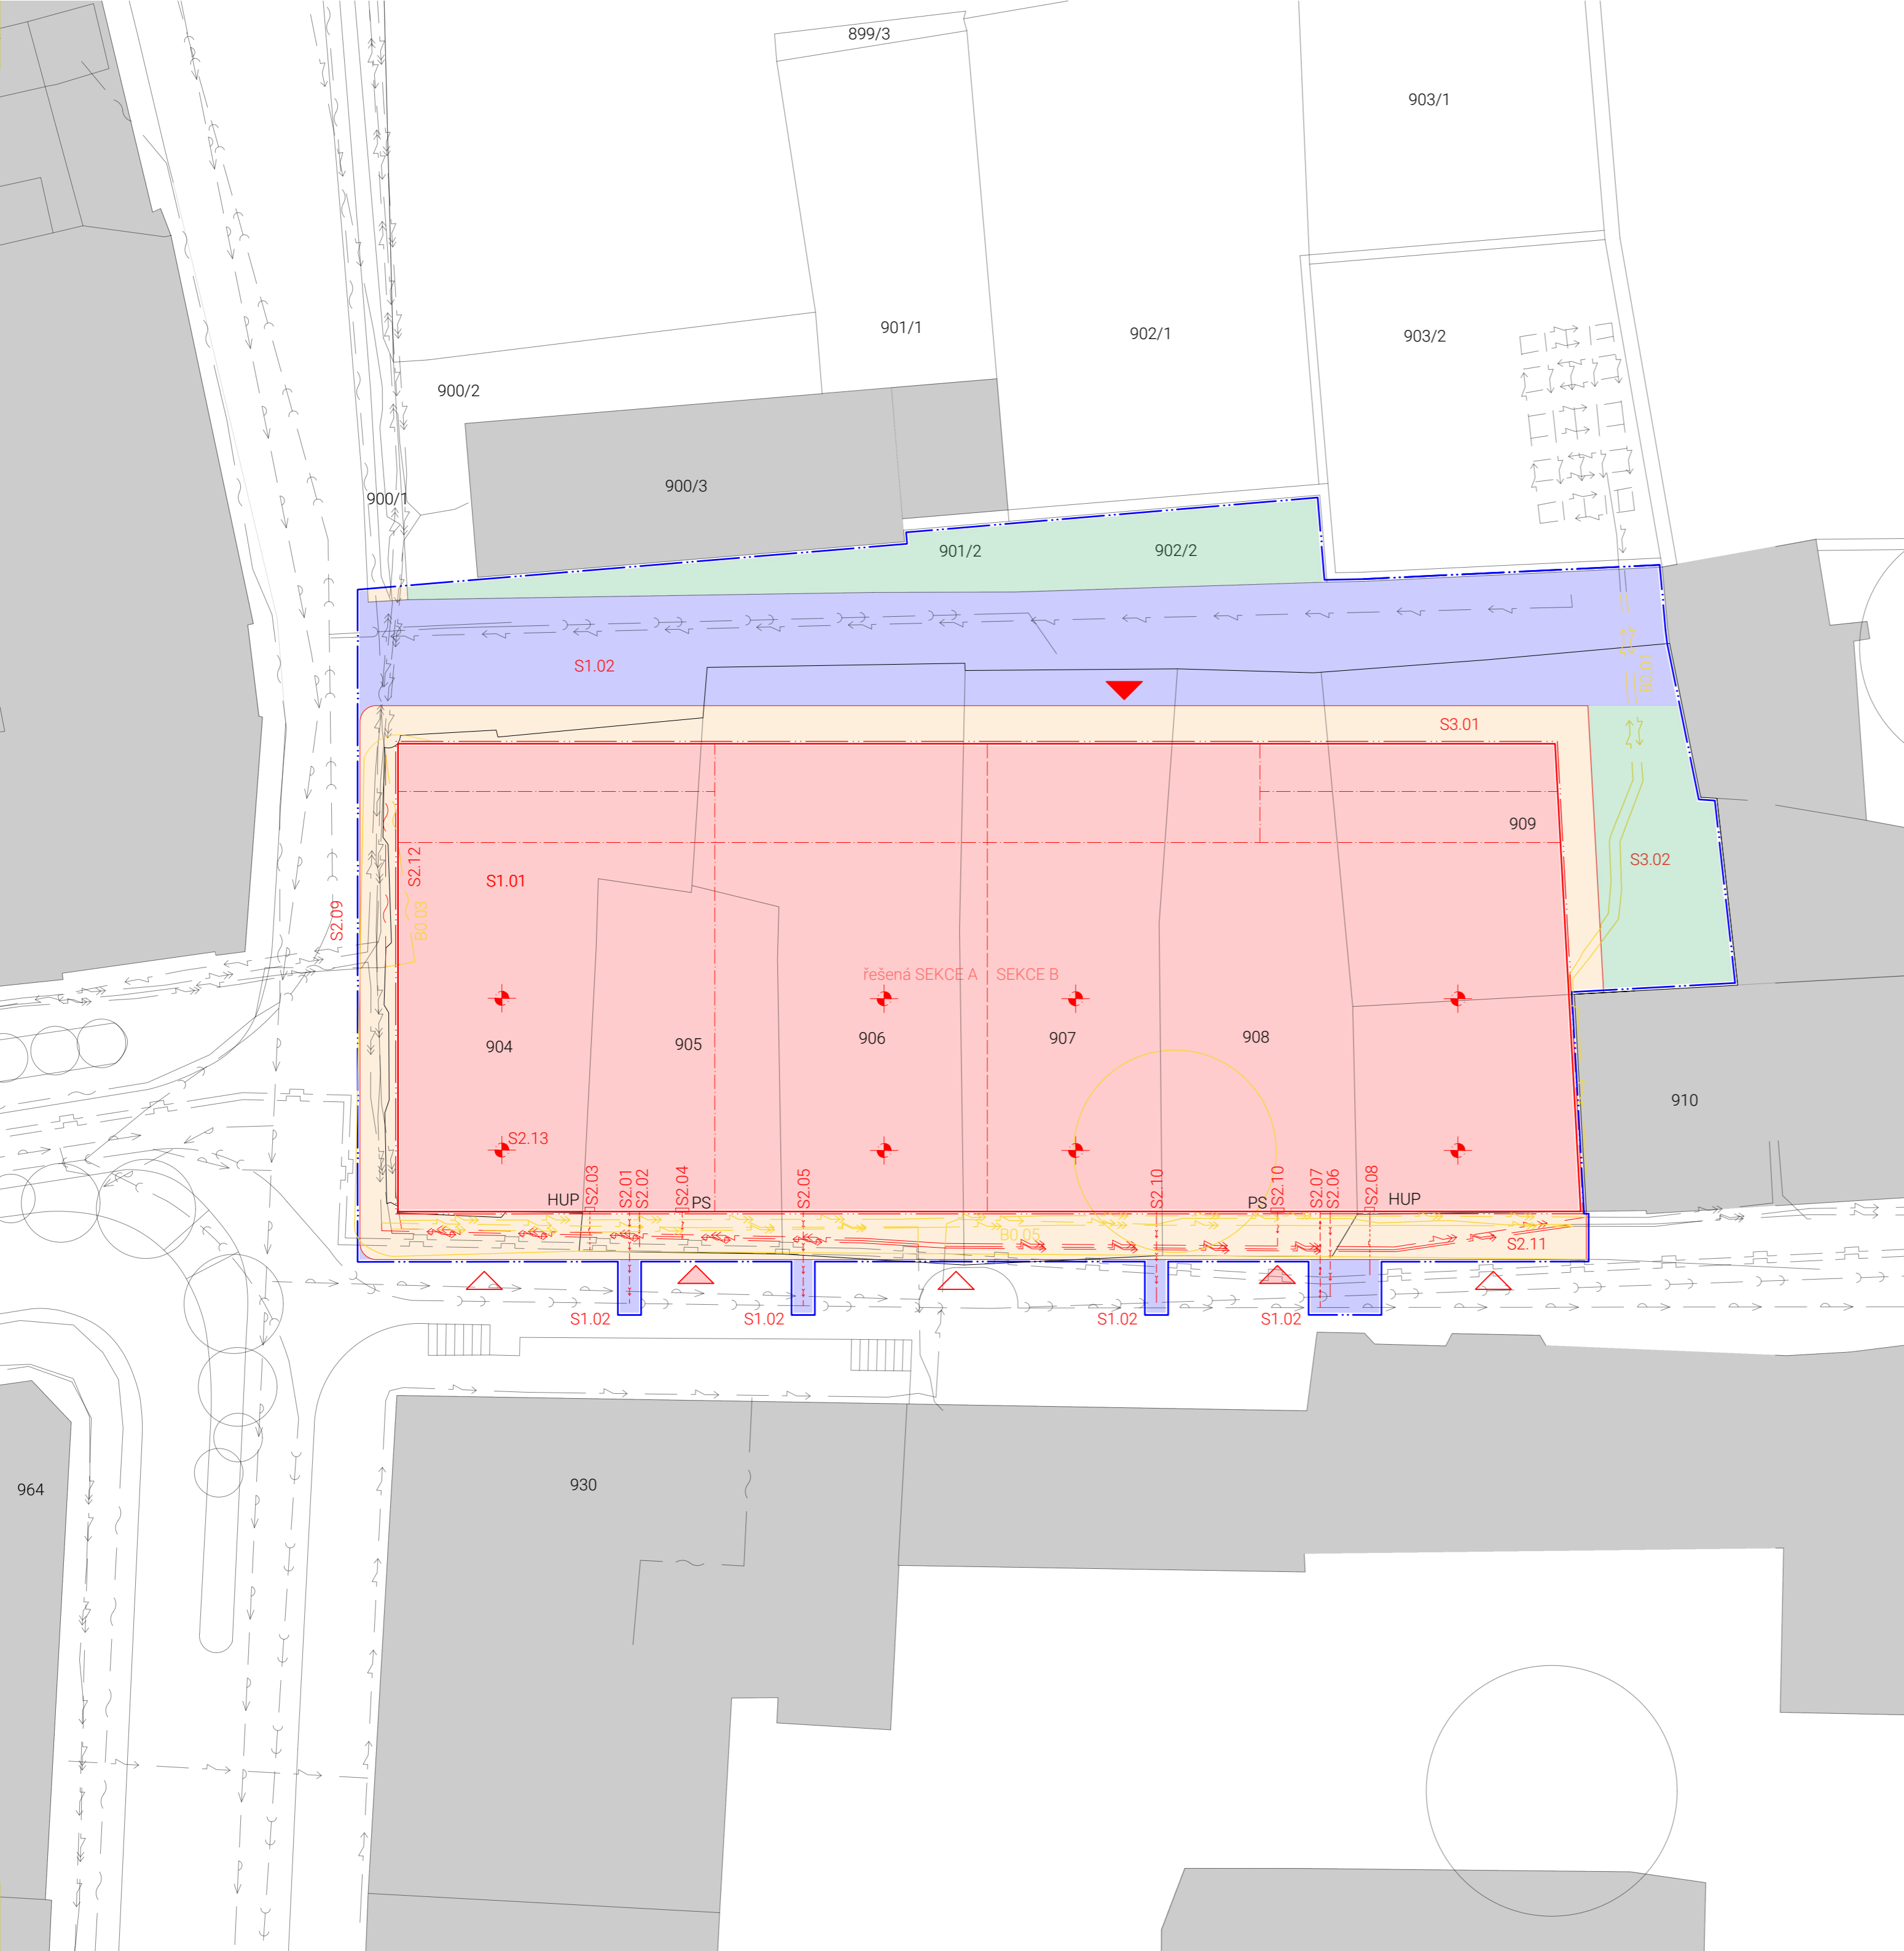 899/3
903/1
901/1
902/1
903/2
900/2
900/3
900/1
901/2
902/2
S1.02
B0.01
S3.01
909
S3.02
S2.12
S1.01
S2.09
B0.03
řešená SEKCE A
SEKCE B
904
905
906
907
908
910
S2.13
HUP
S2.03
S2.01
S2.02
S2.04
PS
S2.05
S2.10
PS
S2.10
S2.07
S2.06
S2.08
HUP
B0.05
S2.11
S1.02
S1.02
S1.02
S1.02
964
930